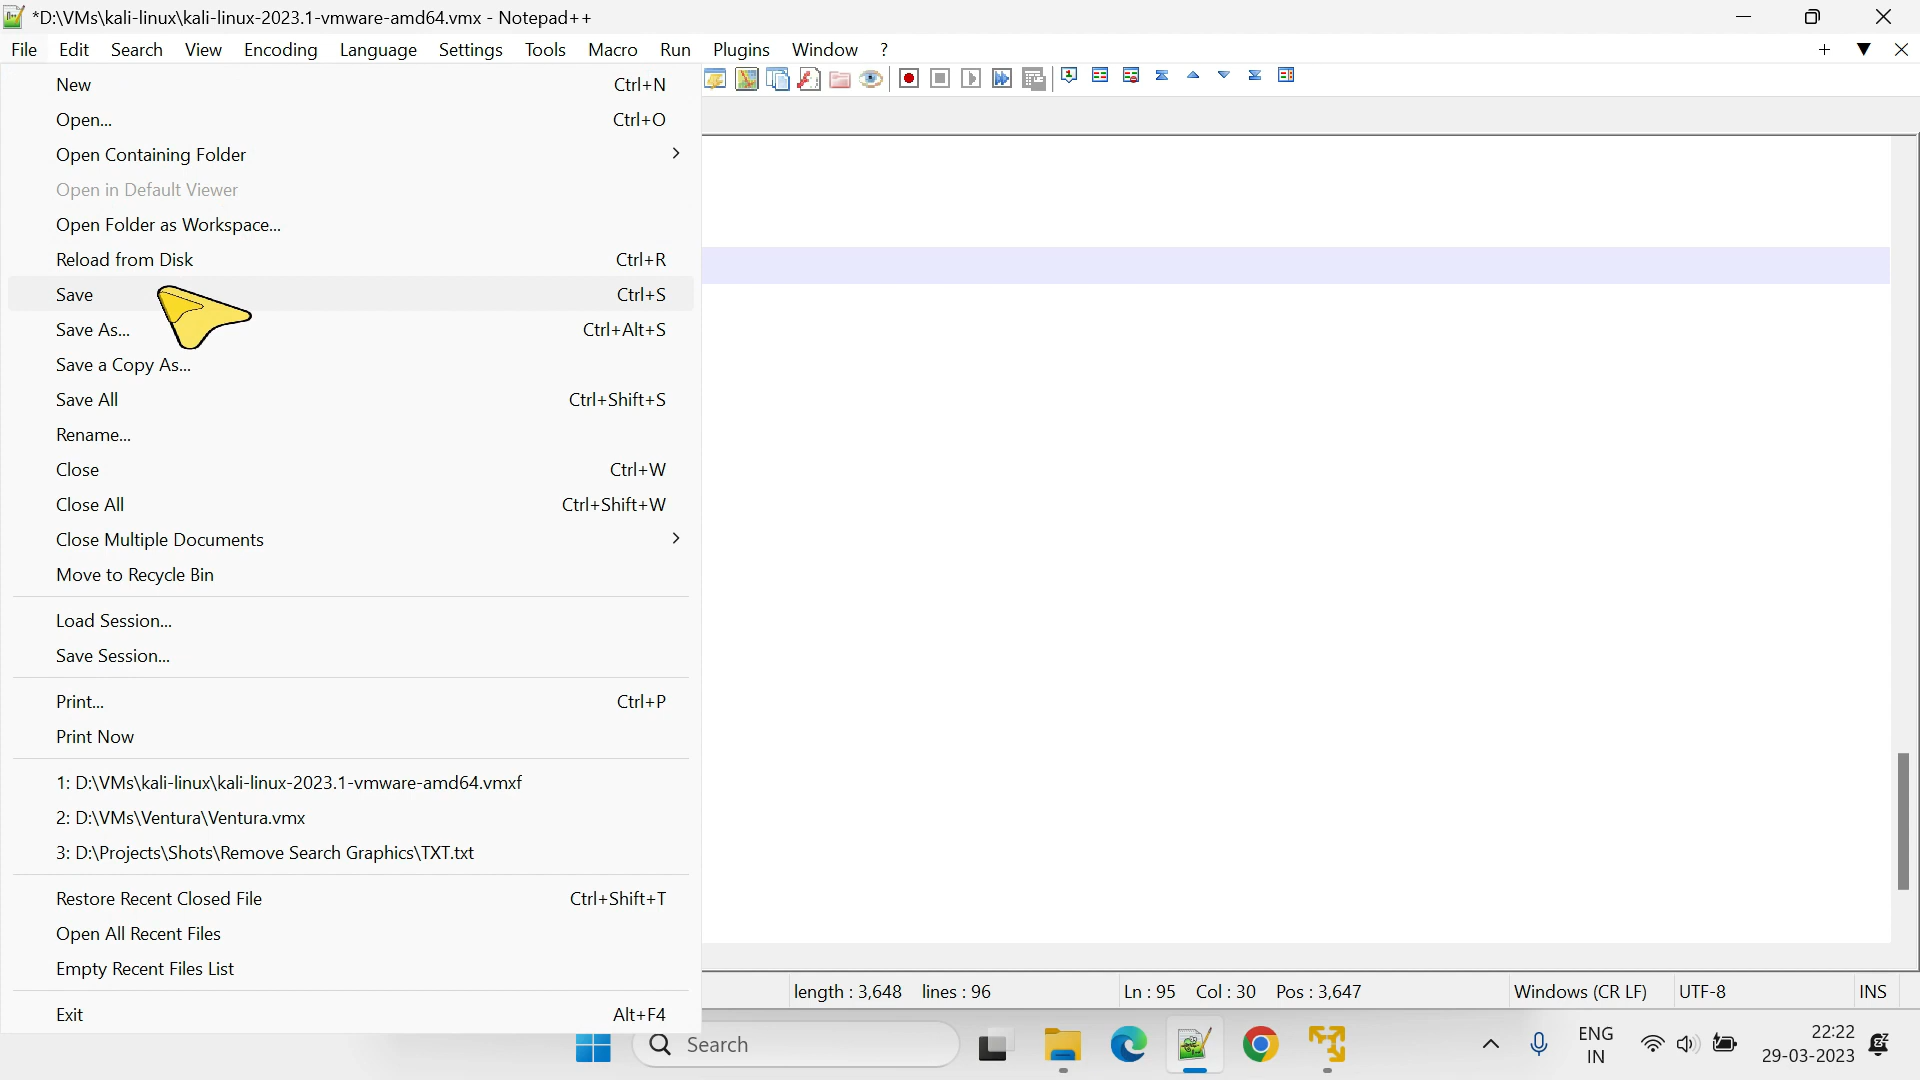 *D:\VMs\kali-linux\kali-linux-2023.1-vmware-amd64.vmx - Notepad++
File Edit Search View Encoding Language Settings Tools Macro Run Plugins Window ?
New Ctrl+N
Open... Ctrl+O
Open Containing Folder
Open in Default Viewer
Open Folder as Workspace...
Reload from Disk Ctrl+R
Save Ctrl+S
Save As... Ctrl+Alt+S
Save a Copy As...
Save All Ctrl+Shift+S
Rename...
Close Ctrl+W
Close All Ctrl+Shift+W
Close Multiple Documents
Move to Recycle Bin
Load Session...
Save Session...
Print... Ctrl+P
Print Now
1: D:\VMs\kali-linux\kali-linux-2023.1-vmware-amd64.vmxf
2: D:\VMs\Ventura\Ventura.vmx
3: D:\Projects\Shots\Remove Search Graphics\TXT.txt
Restore Recent Closed File Ctrl+Shift+T
Open All Recent Files
Empty Recent Files List
Exit Alt+F4
length : 3,648 lines : 96 Ln : 95 Col : 30 Pos : 3,647 Windows (CR LF) UTF-8 INS
Search
ENG
IN
22:22
29-03-2023